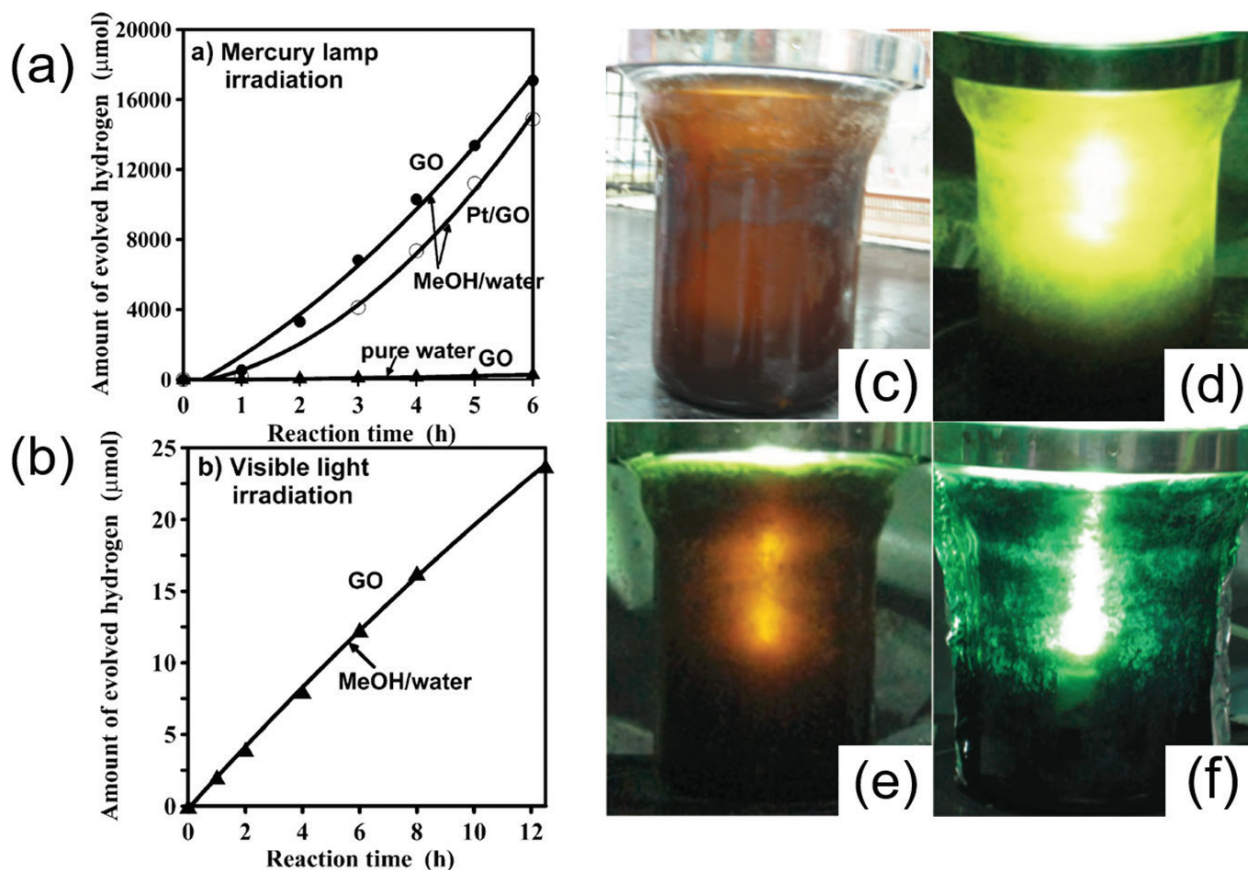 (a)
a) Mercury lamp
irradiation
Amount of evolved hydrogen (μmol)
20000
16000
12000
8000
4000
0
GO
Pt/GO
MeOH/water
pure water
GO
0 1 2 3 4 5 6
Reaction time (h)
(b)
b) Visible light
irradiation
Amount of evolved hydrogen (μmol)
25
20
15
10
5
0
GO
MeOH/water
0 2 4 6 8 10 12
Reaction time (h)
(c)
(d)
(e)
(f)